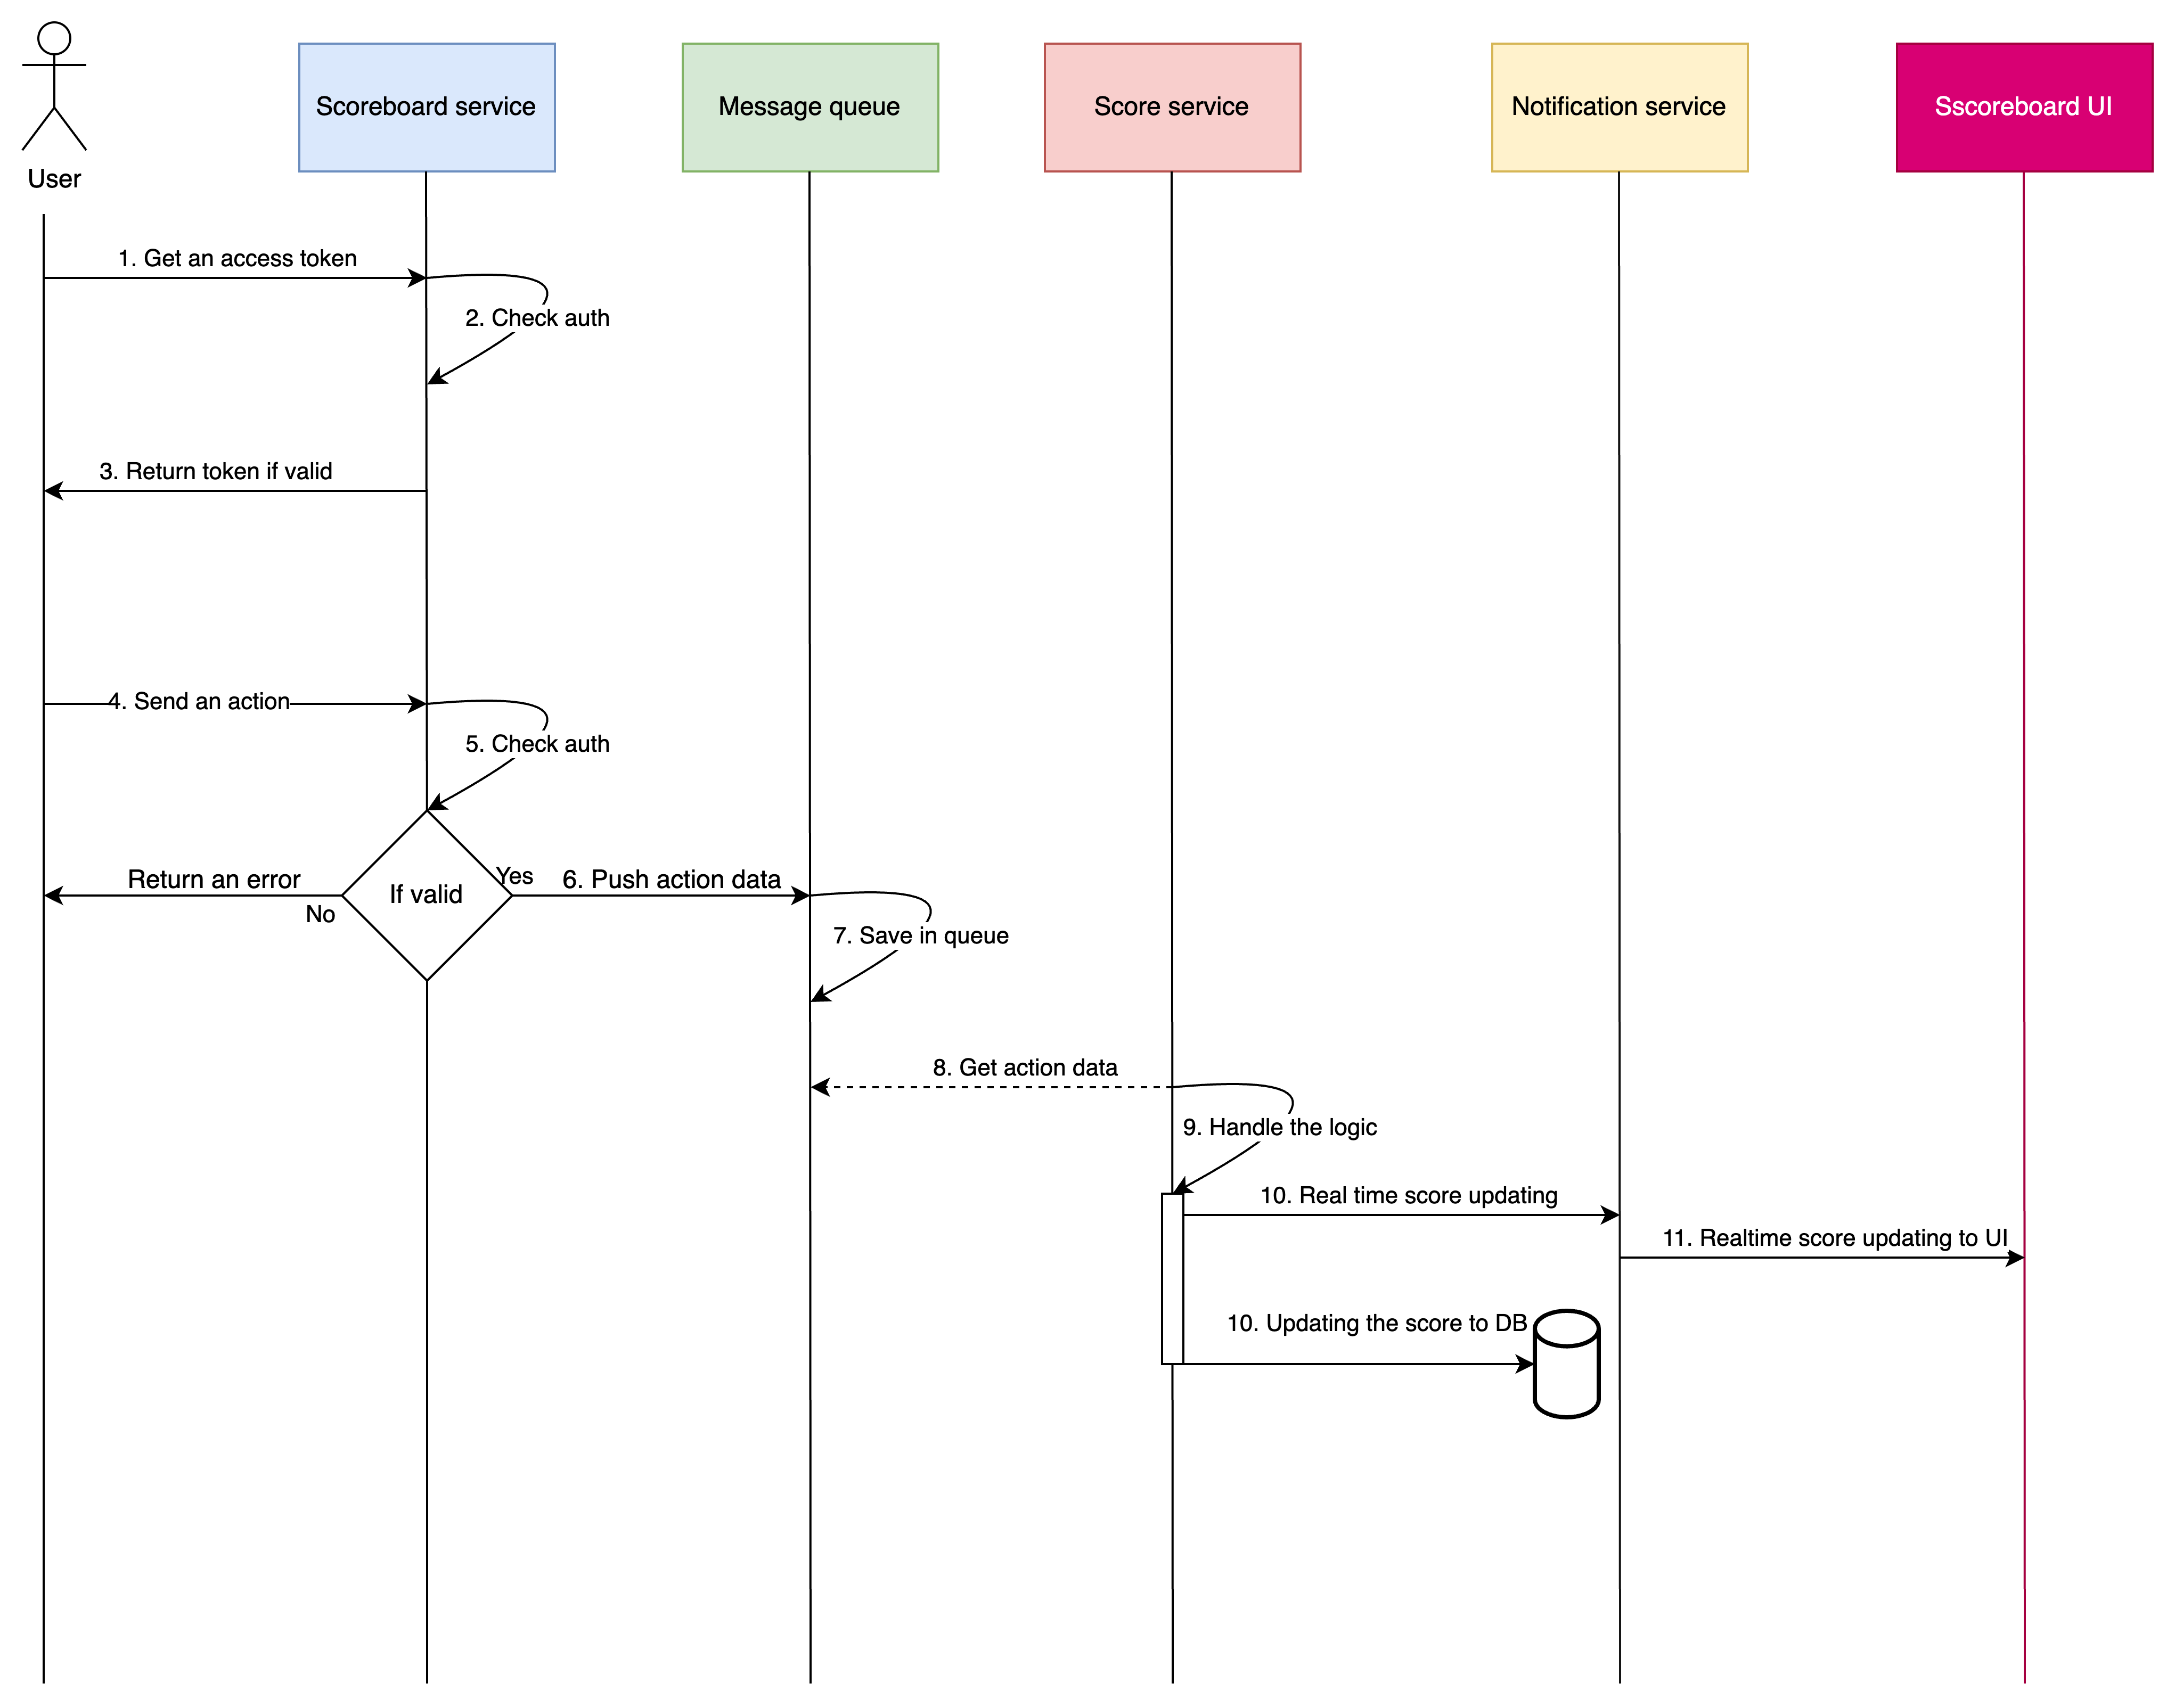 User
Scoreboard service
Message queue
Score service
Notification service
Sscoreboard UI
1. Get an access token
2. Check auth
3. Return token if valid
4. Send an action
5. Check auth
Return an error
No
If valid
Yes
6. Push action data
7. Save in queue
8. Get action data
9. Handle the logic
10. Real time score updating
11. Realtime score updating to UI
10. Updating the score to DB